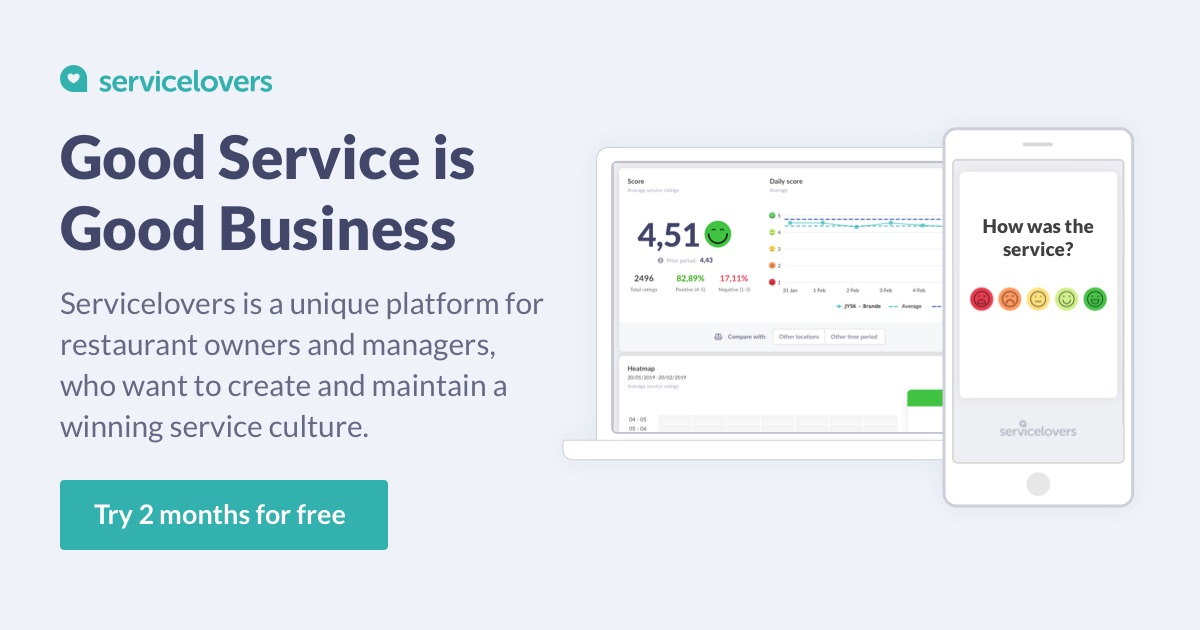 servicelovers
Good Service is
Good Business
Servicelovers is a unique platform for
restaurant owners and managers,
who want to create and maintain a
winning service culture.
Try 2 months for free
Score
Average service ratings
4,51
Prior period: 4,43
2496 82,89% 17,11%
Total ratings Positive (4-5) Negative (1-3)
Daily score
Average
5
4
3
2
1
31 Jan 1 Feb 2 Feb 3 Feb 4 Feb
JYSK – Brande Average
Compare with: Other locations Other time period
Heatmap
20/01/2019 -20/02/2019
Average service ratings
04 - 05
05 - 06
How was the
service?
servicelovers